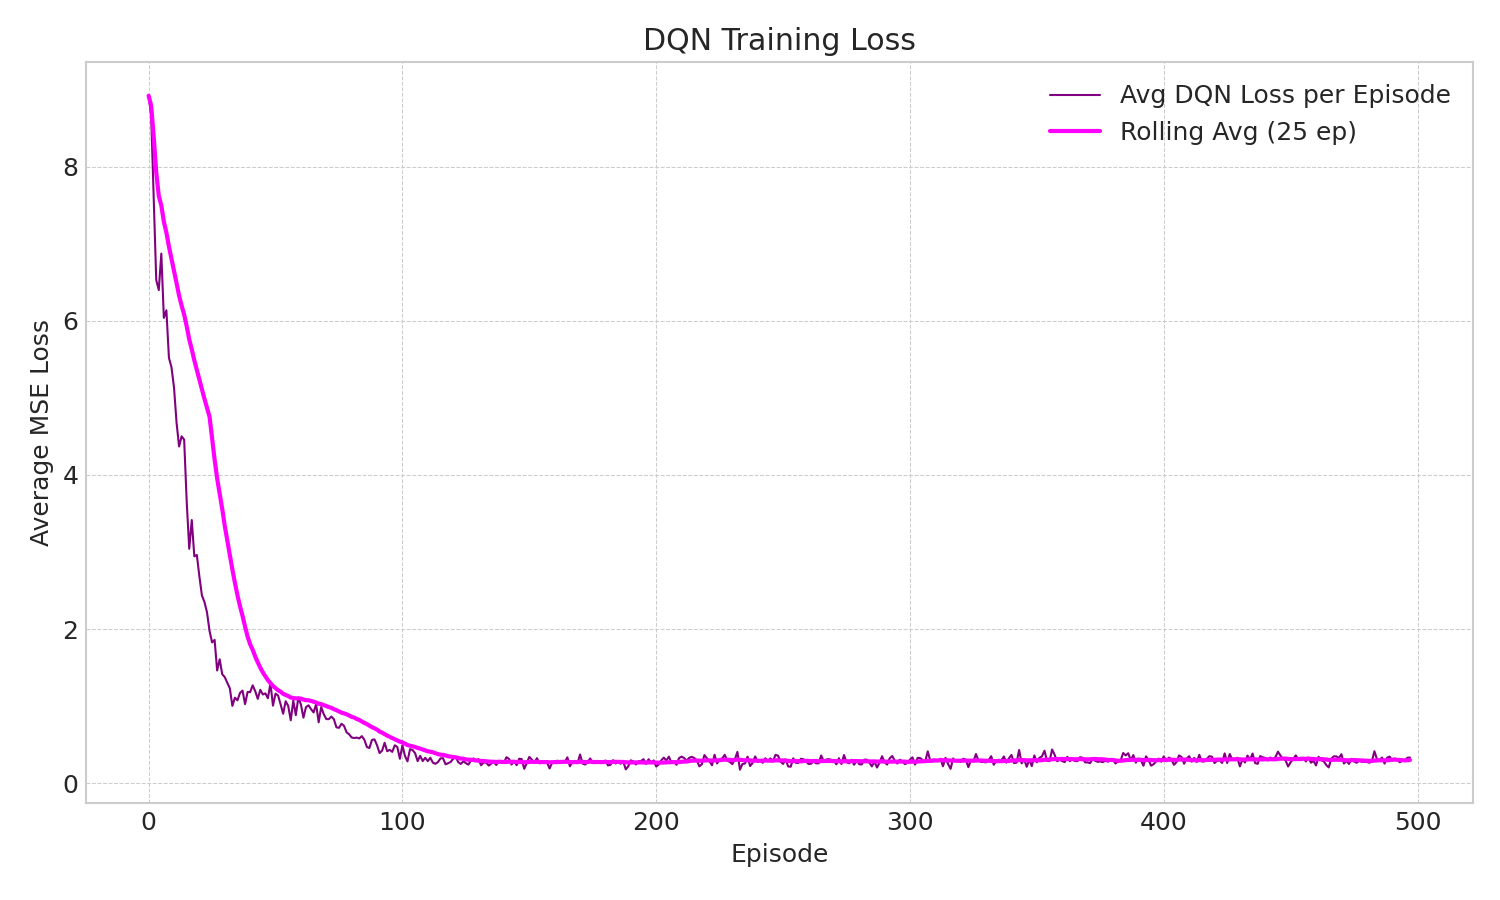 DQN Training Loss
Avg DQN Loss per Episode
Rolling Avg (25 ep)
Average MSE Loss
8
6
4
2
0
0 100 200 300 400 500
Episode